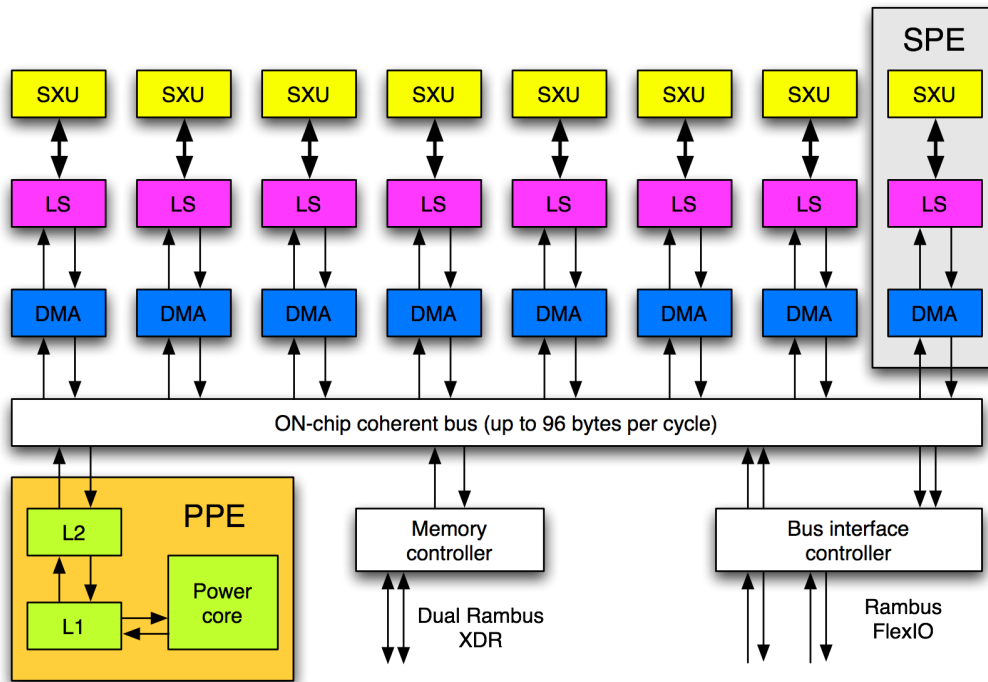 SPE
SXU SXU SXU SXU SXU SXU SXU SXU
LS LS LS LS LS LS LS LS
DMA DMA DMA DMA DMA DMA DMA DMA
ON-chip coherent bus (up to 96 bytes per cycle)
PPE
L2
L1
Power
core
Memory
controller
Dual Rambus
XDR
Bus interface
controller
Rambus
FlexIO